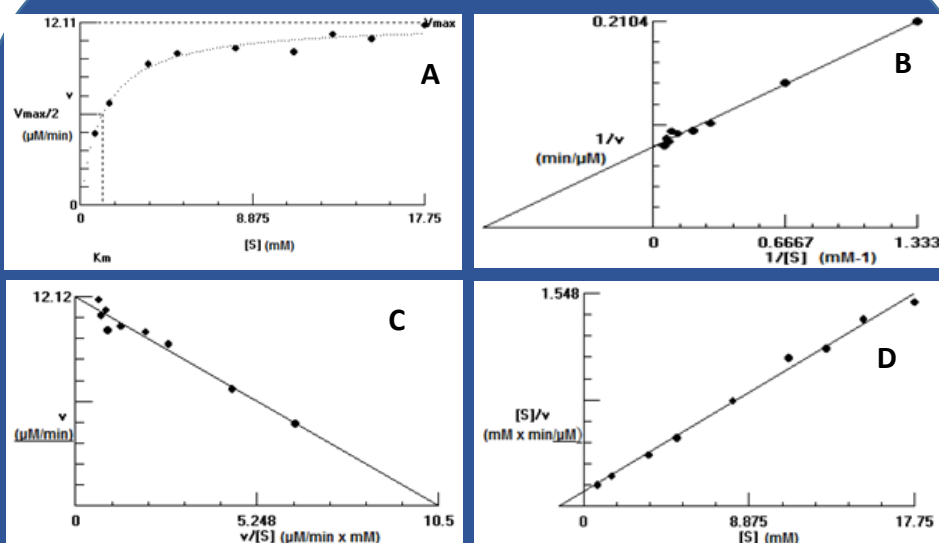 12.11
Vmax
A
v
Vmax/2
(µM/min)
0
0
8.875
17.75
[S] (mM)
Km
0.2104
B
1/v
(min/µM)
0
0.6667
1.333
1/[S] (mM-1)
12.12
C
v
(µM/min)
0
5.248
10.5
v/[S] (µM/min x mM)
1.548
D
[S]/v
(mM x min/µM)
0
8.875
17.75
[S] (mM)